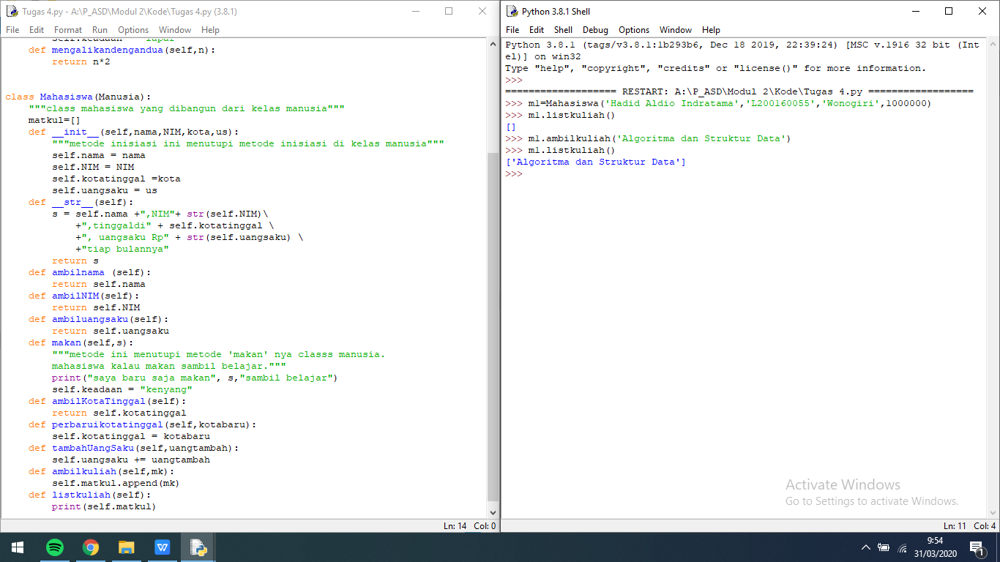 Tugas 4.py - A:\P_ASD\Modul 2\Kode\Tugas 4.py (3.8.1)
File Edit Format Run Options Window Help
self.keadaan = "lapar"
    def mengalikandengandua(self,n):
        return n*2
class Mahasiswa(Manusia):
    """class mahasiswa yang dibangun dari kelas manusia"""
    matkul=[]
    def __init__(self,nama,NIM,kota,us):
        """metode inisiasi ini menutupi metode inisiasi di kelas manusia"""
        self.nama = nama
        self.NIM = NIM
        self.kotatinggal =kota
        self.uangsaku = us
    def __str__(self):
        s = self.nama +",NIM"+ str(self.NIM)\
            +",tinggaldi" + self.kotatinggal \
            +", uangsaku Rp" + str(self.uangsaku) \
            +"tiap bulannya"
        return s
    def ambilnama (self):
        return self.nama
    def ambilNIM(self):
        return self.NIM
    def ambiluangsaku(self):
        return self.uangsaku
    def makan(self,s):
        """metode ini menutupi metode 'makan' nya classs manusia.
        mahasiswa kalau makan sambil belajar."""
        print("saya baru saja makan", s,"sambil belajar")
        self.keadaan = "kenyang"
    def ambilKotaTinggal(self):
        return self.kotatinggal
    def perbaruikotatinggal(self,kotabaru):
        self.kotatinggal = kotabaru
    def tambahUangSaku(self,uangtambah):
        self.uangsaku += uangtambah
    def ambilkuliah(self,mk):
        self.matkul.append(mk)
    def listkuliah(self):
        print(self.matkul)
Ln: 14 Col: 0
Python 3.8.1 Shell
File Edit Shell Debug Options Window Help
Python 3.8.1 (tags/v3.8.1:1b293b6, Dec 18 2019, 22:39:24) [MSC v.1916 32 bit (Int
el)] on win32
Type "help", "copyright", "credits" or "license()" for more information.
>>>
=================== RESTART: A:\P_ASD\Modul 2\Kode\Tugas 4.py ==================
>>> m1=Mahasiswa('Hadid Aldio Indratama','L200160055','Wonogiri',1000000)
>>> m1.listkuliah()
[]
>>> m1.ambilkuliah('Algoritma dan Struktur Data')
>>> m1.listkuliah()
['Algoritma dan Struktur Data']
>>>
Activate Windows
Go to Settings to activate Windows.
Ln: 11 Col: 4
W
9:54
31/03/2020
1